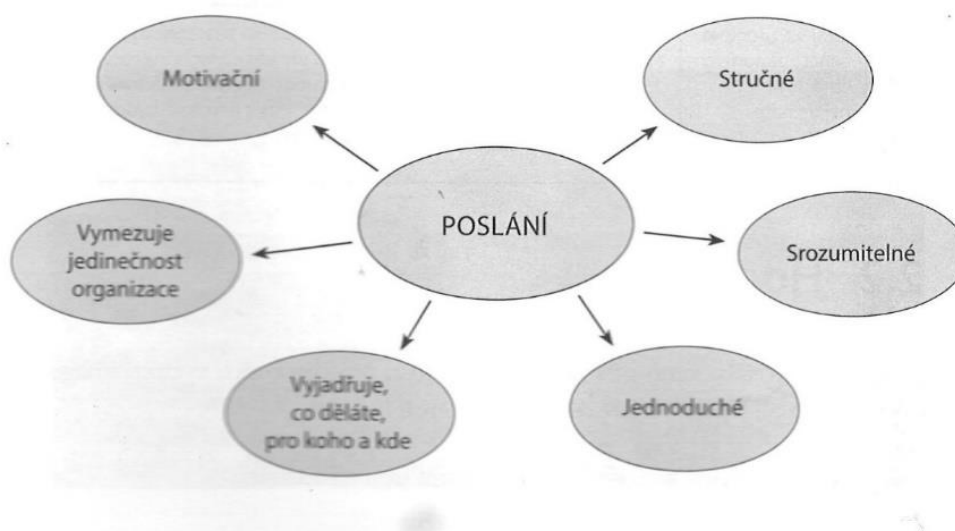 Motivační
Stručné
POSLÁNÍ
Vymezuje
jedinečnost
organizace
Srozumitelné
Vyjadřuje,
co děláte,
pro koho a kde
Jednoduché